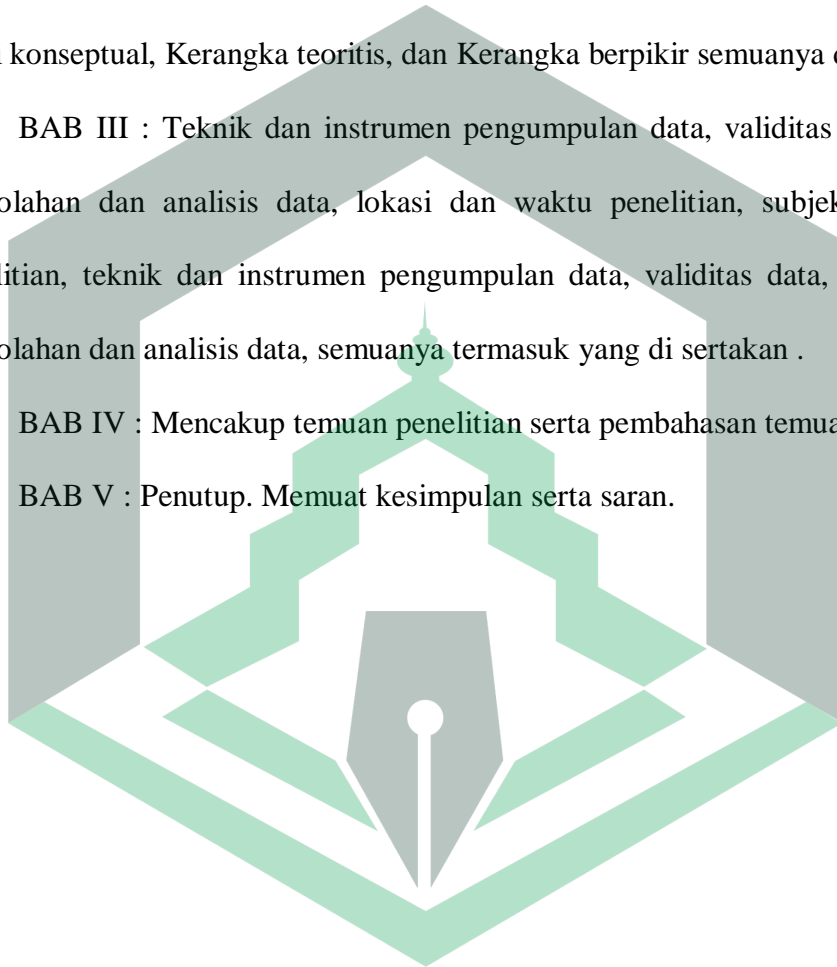 konseptual, Kerangka teoritis, dan Kerangka berpikir semuanya
BAB III : Teknik dan instrumen pengumpulan data, validitas
olahan dan analisis data, lokasi dan waktu penelitian, subjek
litian, teknik dan instrumen pengumpulan data, validitas data,
olahan dan analisis data, semuanya termasuk yang di sertakan .
BAB IV : Mencakup temuan penelitian serta pembahasan temua
BAB V : Penutup. Memuat kesimpulan serta saran.